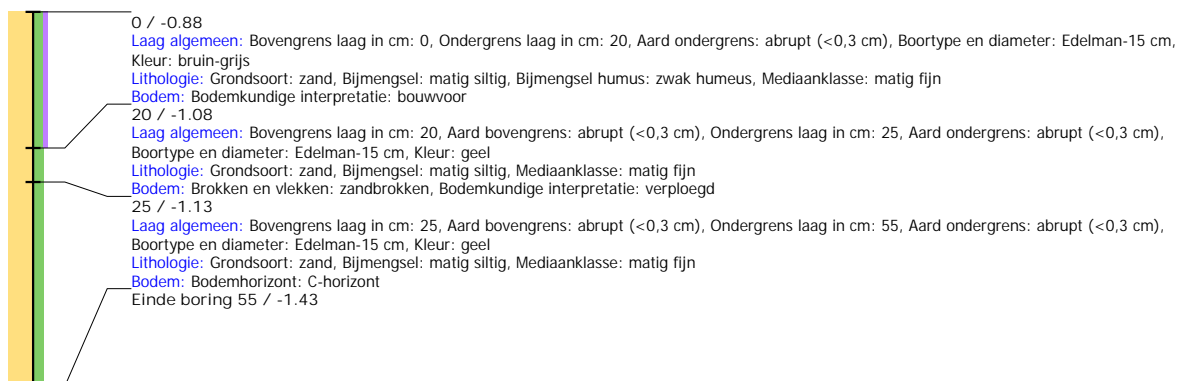 0 / -0.88
Laag algemeen: Bovengrens laag in cm: 0, Ondergrens laag in cm: 20, Aard ondergrens: abrupt (<0,3 cm), Boortype en diameter: Edelman-15 cm,
Kleur: bruin-grijs
Lithologie: Grondsoort: zand, Bijmengsel: matig siltig, Bijmengsel humus: zwak humeus, Mediaanklasse: matig fijn
Bodem: Bodemkundige interpretatie: bouwvoor
20 / -1.08
Laag algemeen: Bovengrens laag in cm: 20, Aard bovengrens: abrupt (<0,3 cm), Ondergrens laag in cm: 25, Aard ondergrens: abrupt (<0,3 cm),
Boortype en diameter: Edelman-15 cm, Kleur: geel
Lithologie: Grondsoort: zand, Bijmengsel: matig siltig, Mediaanklasse: matig fijn
Bodem: Brokken en vlekken: zandbrokken, Bodemkundige interpretatie: verploegd
25 / -1.13
Laag algemeen: Bovengrens laag in cm: 25, Aard bovengrens: abrupt (<0,3 cm), Ondergrens laag in cm: 55, Aard ondergrens: abrupt (<0,3 cm),
Boortype en diameter: Edelman-15 cm, Kleur: geel
Lithologie: Grondsoort: zand, Bijmengsel: matig siltig, Mediaanklasse: matig fijn
Bodem: Bodemhorizont: C-horizont
Einde boring 55 / -1.43